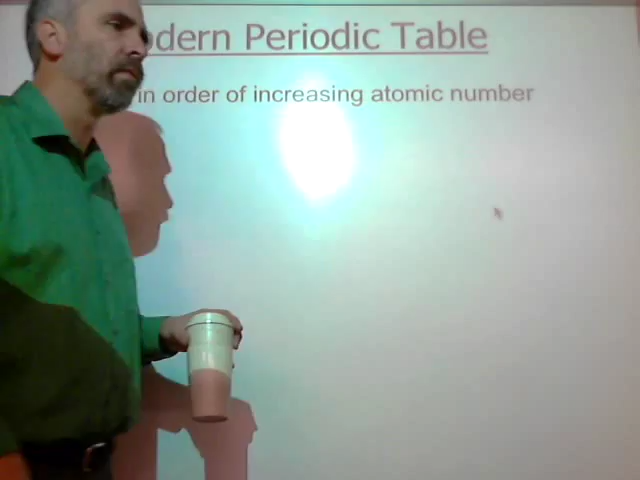 odern Periodic Table
in order of increasing atomic number